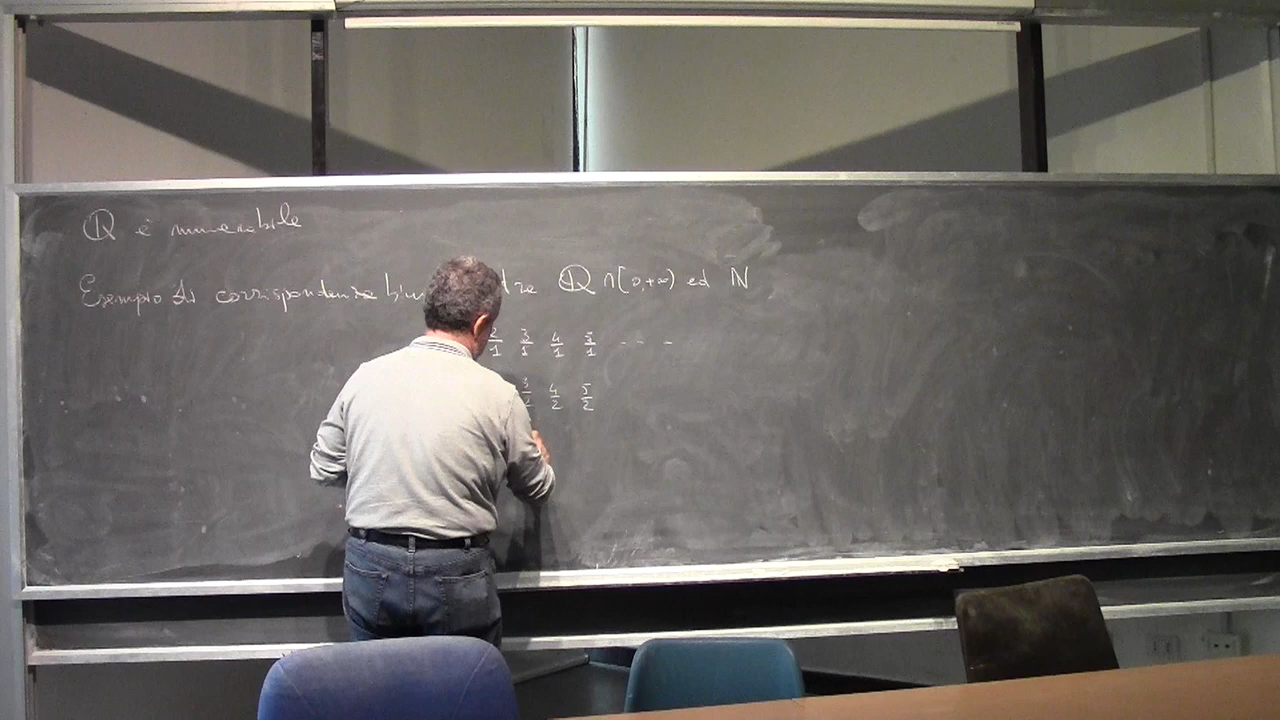 ℚ è numerabile
Esempio di corrispondenza tra ℚ ∩ [0,+∞) ed ℕ
2/1 3/1 4/1 5/1 - - -
3/2 4/2 5/2